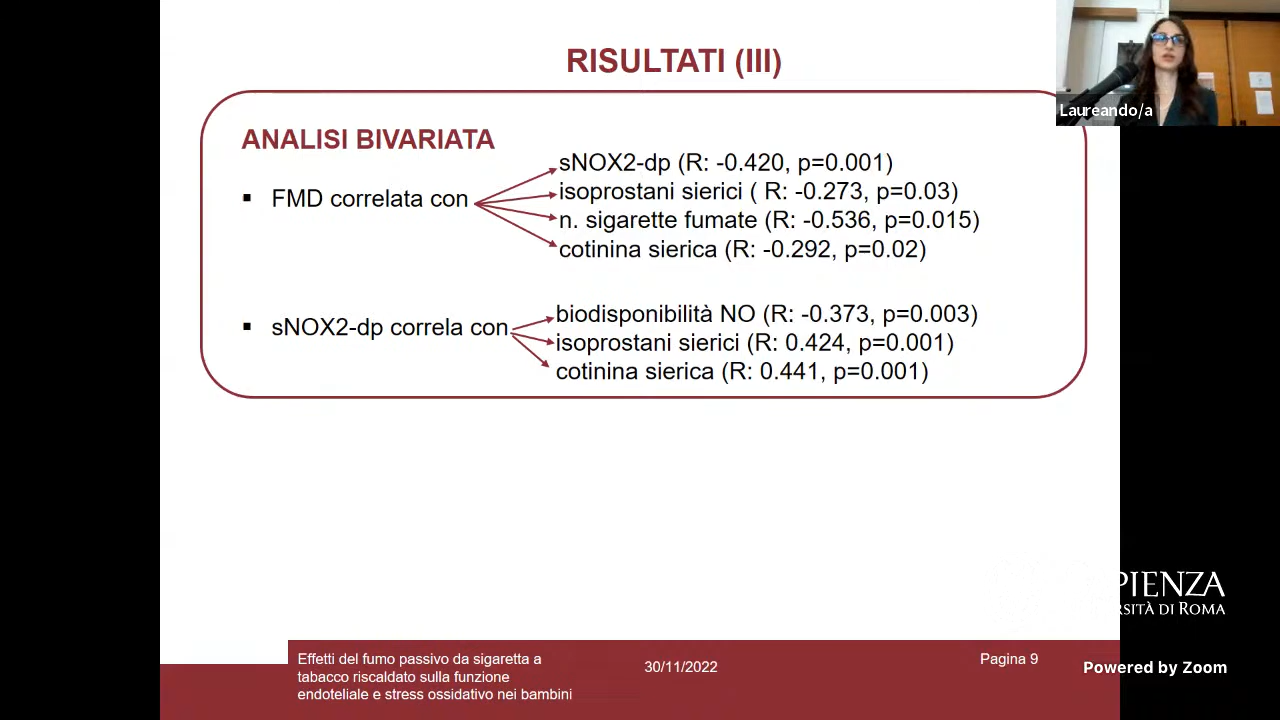 RISULTATI (III)
Laureando/a
ANALISI BIVARIATA
▪ FMD correlata con
sNOX2-dp (R: -0.420, p=0.001)
isoprostani sierici ( R: -0.273, p=0.03)
n. sigarette fumate (R: -0.536, p=0.015)
cotinina sierica (R: -0.292, p=0.02)
▪ sNOX2-dp correla con
biodisponibilità NO (R: -0.373, p=0.003)
isoprostani sierici (R: 0.424, p=0.001)
cotinina sierica (R: 0.441, p=0.001)
PIENZA
RSITÀ DI ROMA
Effetti del fumo passivo da sigaretta a
tabacco riscaldato sulla funzione
endoteliale e stress ossidativo nei bambini
30/11/2022
Pagina 9
Powered by Zoom